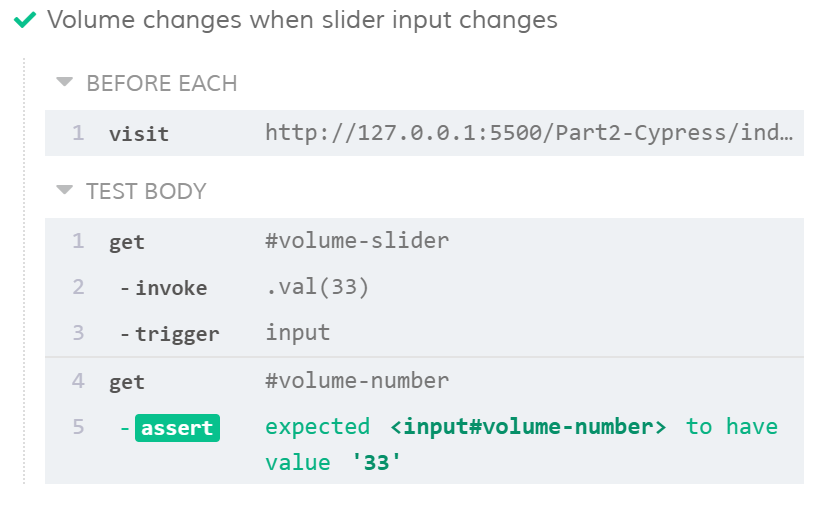 Volume changes when slider input changes
BEFORE EACH
1 visit http://127.0.0.1:5500/Part2-Cypress/ind…
TEST BODY
1 get #volume-slider
2 -invoke .val(33)
3 -trigger input
4 get #volume-number
5 -assert expected <input#volume-number> to have
value '33'